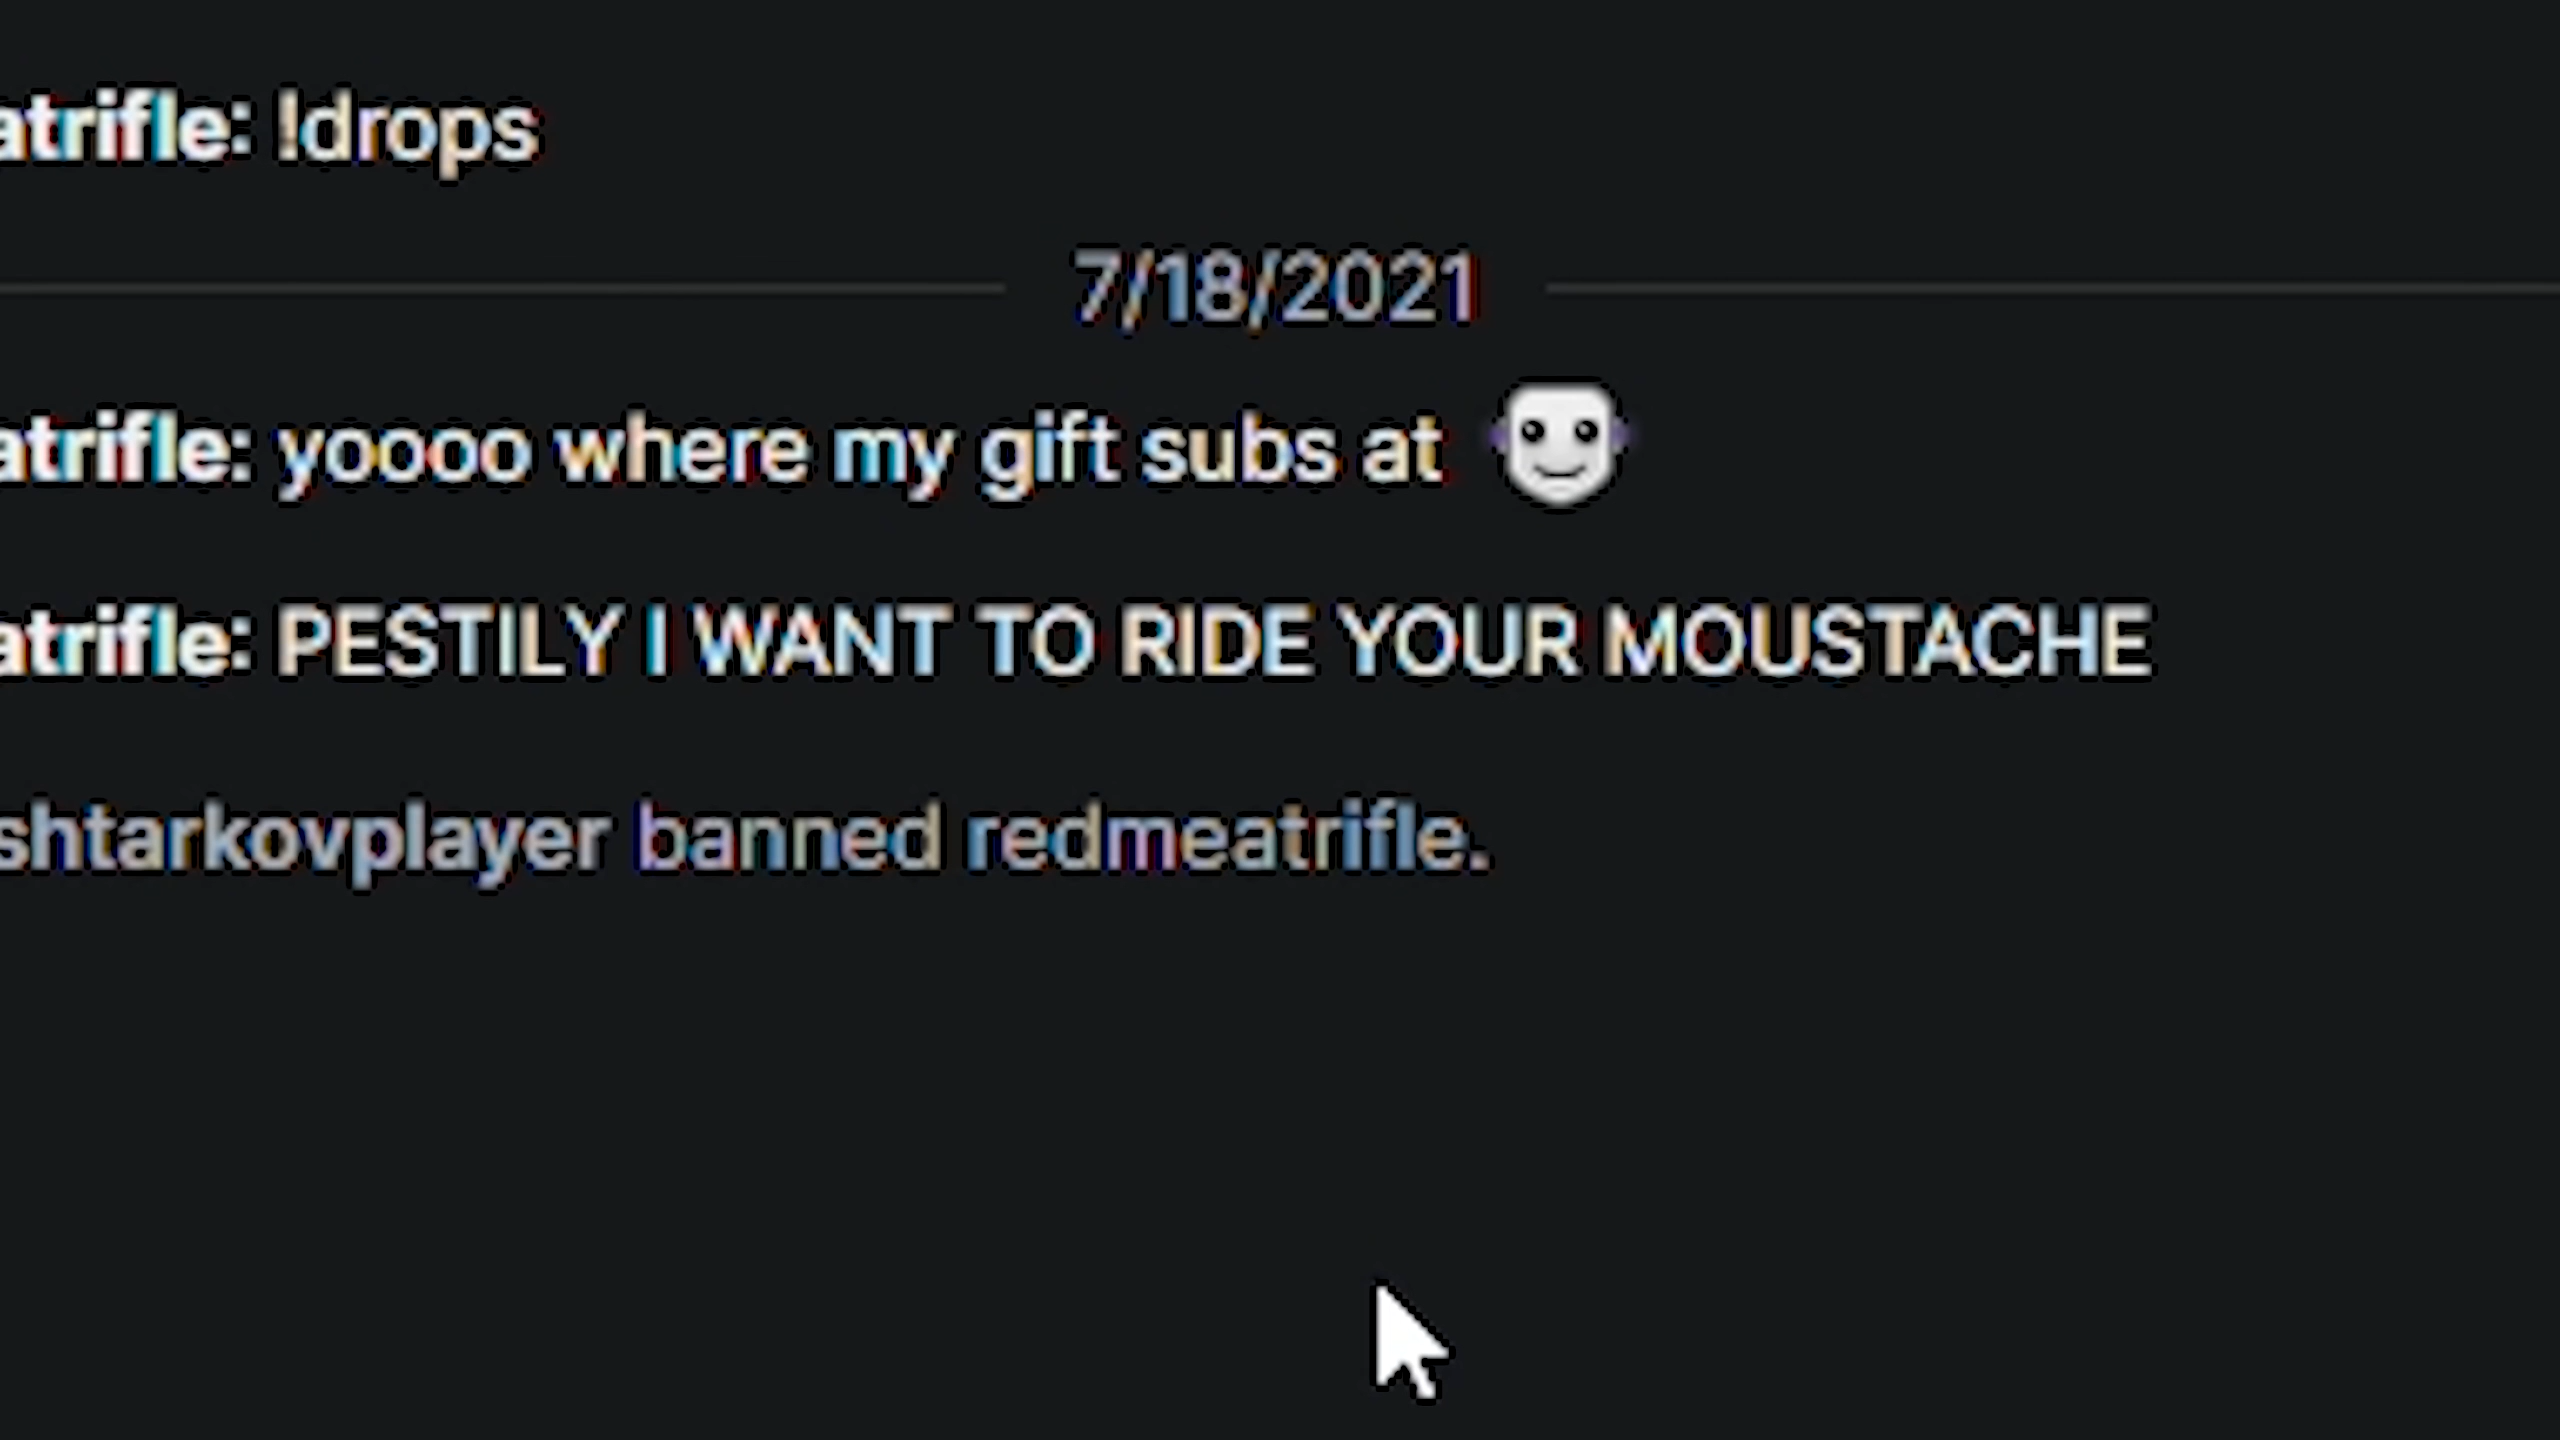 atrifle: !drops
7/18/2021
atrifle: yoooo where my gift subs at
atrifle: PESTILY I WANT TO RIDE YOUR MOUSTACHE
shtarkovplayer banned redmeatrifle.